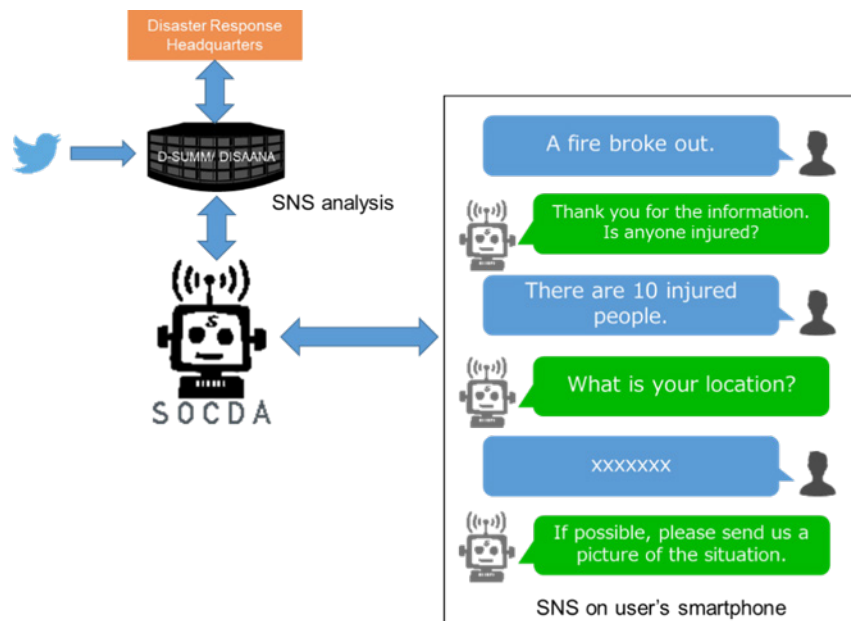 Disaster Response
Headquarters
D-SUMM/ DISAANA
SNS analysis
S
SOCDA
A fire broke out.
Thank you for the information.
Is anyone injured?
There are 10 injured
people.
What is your location?
xxxxxxx
If possible, please send us a
picture of the situation.
SNS on user's smartphone